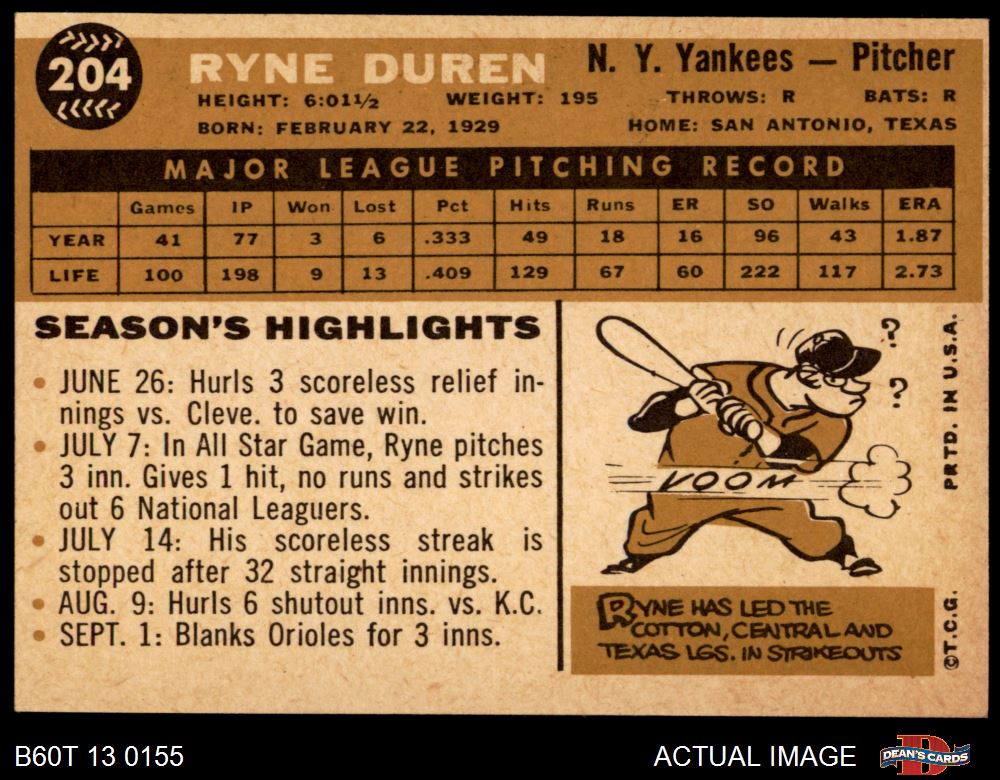 204
RYNE DUREN
N. Y. Yankees — Pitcher
HEIGHT: 6:01½ WEIGHT: 195 THROWS: R BATS: R
BORN: FEBRUARY 22, 1929 HOME: SAN ANTONIO, TEXAS
MAJOR LEAGUE PITCHING RECORD
Games IP Won Lost Pct Hits Runs ER SO Walks ERA
YEAR 41 77 3 6 .333 49 18 16 96 43 1.87
LIFE 100 198 9 13 .409 129 67 60 222 117 2.73
SEASON'S HIGHLIGHTS
• JUNE 26: Hurls 3 scoreless relief in-
nings vs. Cleve. to save win.
• JULY 7: In All Star Game, Ryne pitches
3 inn. Gives 1 hit, no runs and strikes
out 6 National Leaguers.
• JULY 14: His scoreless streak is
stopped after 32 straight innings.
• AUG. 9: Hurls 6 shutout inns. vs. K.C.
• SEPT. 1: Blanks Orioles for 3 inns.
?
?
VOOM
RYNE HAS LED THE
COTTON, CENTRAL AND
TEXAS LGS. IN STRIKEOUTS
PRTD. IN U.S.A.
©T.C.G.
B60T 13 0155
ACTUAL IMAGE
DEAN'S CARDS